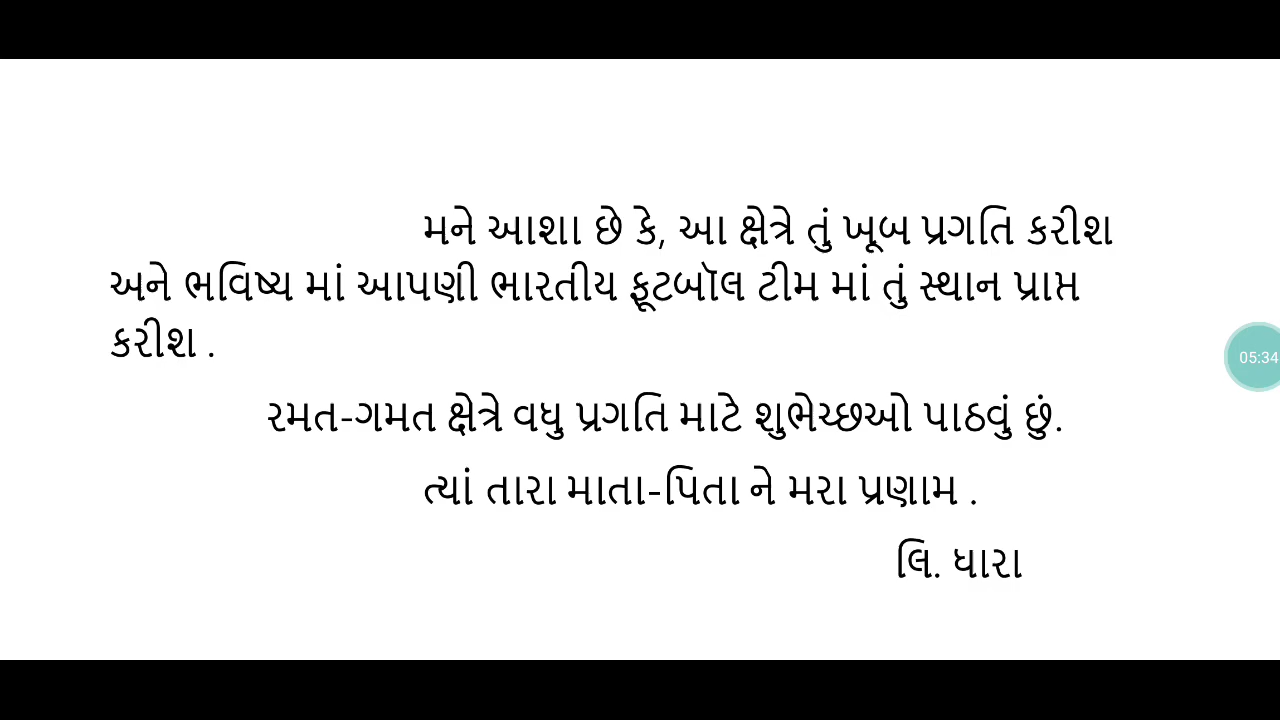 મને આશા છે કે, આ ક્ષેત્રે તું ખૂબ પ્રગતિ કરીશ
અને ભવિષ્ય માં આપણી ભારતીય ફૂટબૉલ ટીમ માં તું સ્થાન પ્રાપ્ત
કરીશ .
05:34
રમત-ગમત ક્ષેત્રે વધુ પ્રગતિ માટે શુભેચ્છઓ પાઠવું છું.
ત્યાં તારા માતા-પિતા ને મરા પ્રણામ .
લિ. ધારા